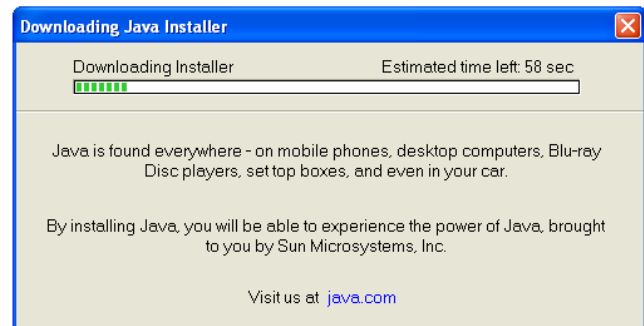 Downloading Java Installer
Downloading Installer Estimated time left: 58 sec
Java is found everywhere - on mobile phones, desktop computers, Blu-ray
Disc players, set top boxes, and even in your car.
By installing Java, you will be able to experience the power of Java, brought
to you by Sun Microsystems, Inc.
Visit us at java.com